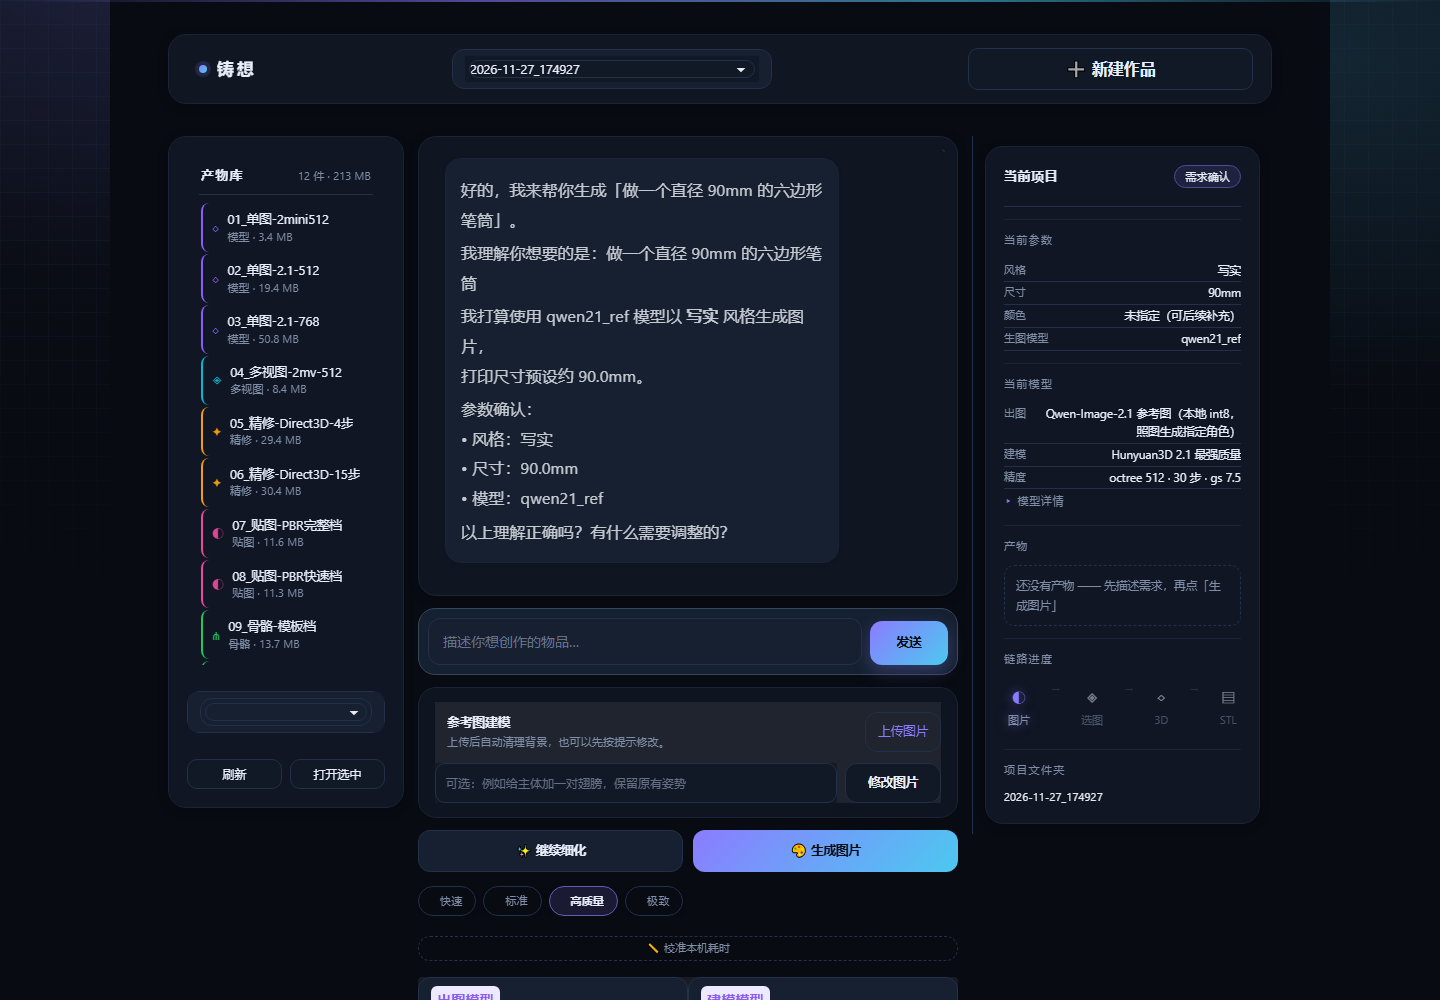 铸想
2026-11-27_174927
新建作品
产物库
12 件 · 213 MB
01_单图-2mini512
模型 · 3.4 MB
02_单图-2.1-512
模型 · 19.4 MB
03_单图-2.1-768
模型 · 50.8 MB
04_多视图-2mv-512
多视图 · 8.4 MB
05_精修-Direct3D-4步
精修 · 29.4 MB
06_精修-Direct3D-15步
精修 · 30.4 MB
07_贴图-PBR完整档
贴图 · 11.6 MB
08_贴图-PBR快速档
贴图 · 11.3 MB
09_骨骼-模板档
骨骼 · 13.7 MB
刷新
打开选中
好的，我来帮你生成「做一个直径 90mm 的六边形
笔筒」。
我理解你想要的是：做一个直径 90mm 的六边形笔
筒
我打算使用 qwen21_ref 模型以 写实 风格生成图
片，
打印尺寸预设约 90.0mm。
参数确认：
• 风格：写实
• 尺寸：90.0mm
• 模型：qwen21_ref
以上理解正确吗？有什么需要调整的？
描述你想创作的物品...
发送
参考图建模
上传后自动清理背景，也可以先按提示修改。
上传图片
可选：例如给主体加一对翅膀，保留原有姿势
修改图片
继续细化
生成图片
快速
标准
高质量
极致
校准本机耗时
出图模型
建模模型
当前项目
需求确认
当前参数
风格
写实
尺寸
90mm
颜色
未指定（可后续补充）
生图模型
qwen21_ref
当前模型
出图
Qwen-Image-2.1 参考图（本地 int8，
照图生成指定角色）
建模
Hunyuan3D 2.1 最强质量
精度
octree 512 · 30 步 · gs 7.5
模型详情
产物
还没有产物 —— 先描述需求，再点「生
成图片」
链路进度
图片
选图
3D
STL
项目文件夹
2026-11-27_174927